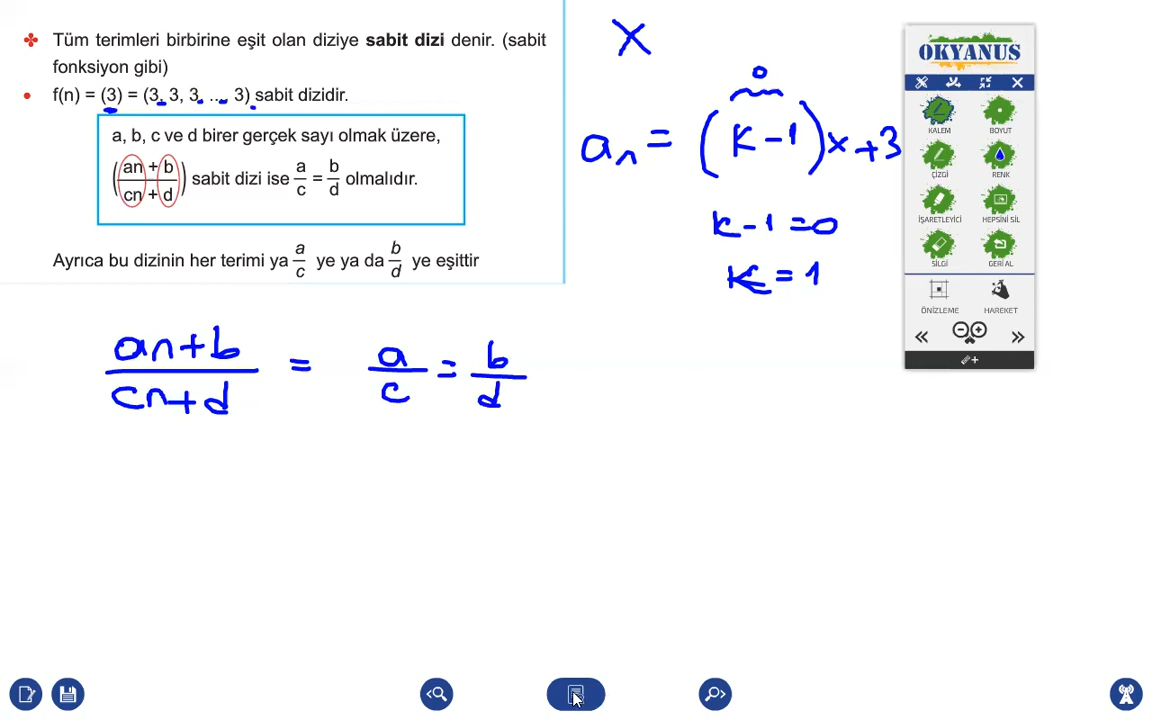 ✤ Tüm terimleri birbirine eşit olan diziye sabit dizi denir. (sabit
fonksiyon gibi)
• f(n) = (3) = (3, 3, 3, ..., 3) sabit dizidir.
a, b, c ve d birer gerçek sayı olmak üzere,
((an + b)/(cn + d)) sabit dizi ise a/c = b/d olmalıdır.
Ayrıca bu dizinin her terimi ya a/c ye ya da b/d ye eşittir
(an+b)/(cn+d) = a/c = b/d
x
0
an = (k-1)x+3
k-1=0
k=1
OKYANUS
KALEM BOYUT
ÇİZGİ RENK
İŞARETLEYİCİ HEPSİNİ SİL
SİLGİ GERİ AL
ÖNİZLEME HAREKET